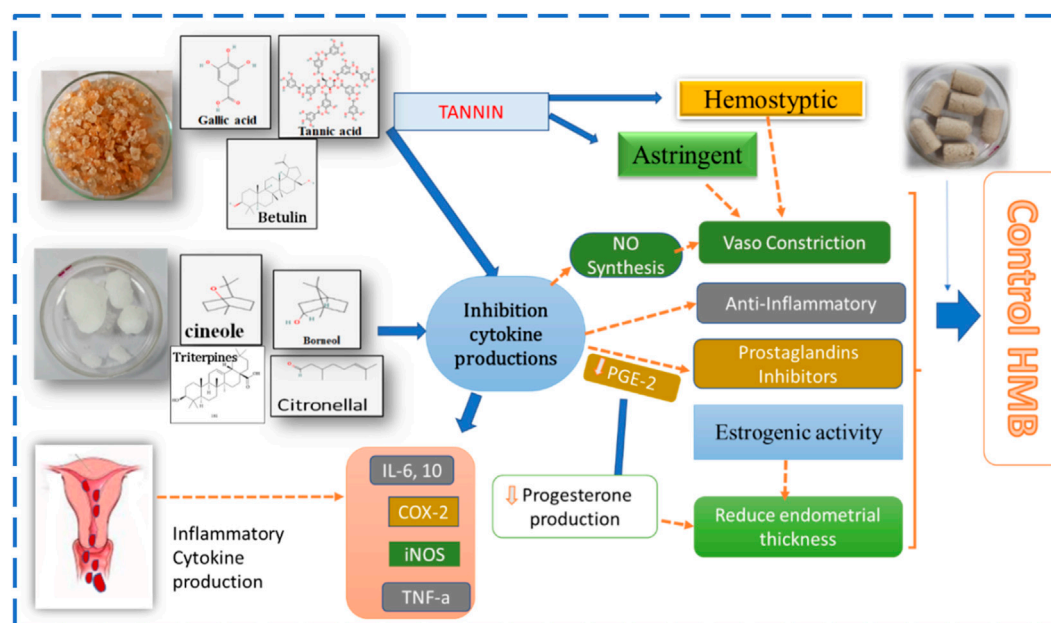 Gallic acid
Tannic acid
Betulin
TANNIN
Hemostyptic
Astringent
NO
Synthesis
Vaso Constriction
cineole
Borneol
Triterpines
Citronellal
Inhibition
cytokine
productions
Anti-Inflammatory
Prostaglandins
Inhibitors
PGE-2
Estrogenic activity
Progesterone
production
Reduce endometrial
thickness
Inflammatory
Cytokine
production
IL-6, 10
COX-2
iNOS
TNF-a
Control HMB